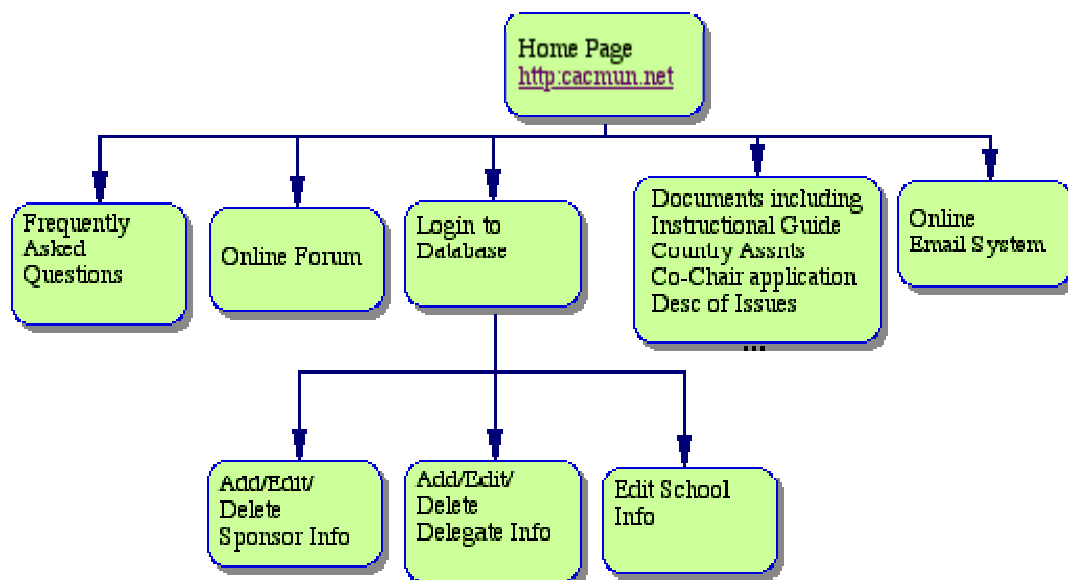 Home Page
http:cacmun.net
Frequently
Asked
Questions
Online Forum
Login to
Database
Documents including
Instructional Guide
Country Assnts
Co-Chair application
Desc of Issues
...
Online
Email System
Add/Edit/
Delete
Sponsor Info
Add/Edit/
Delete
Delegate Info
Edit School
Info